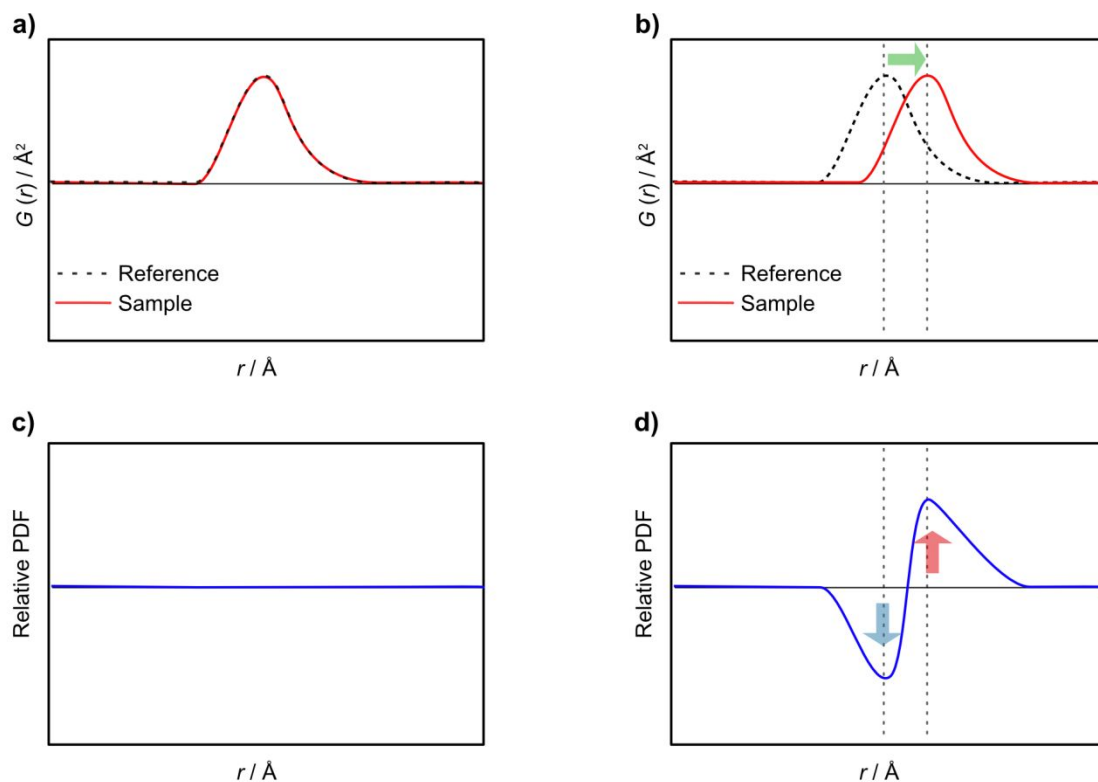 a)
G (r) / Å²
Reference
Sample
r / Å
b)
G (r) / Å²
Reference
Sample
r / Å
c)
Relative PDF
r / Å
d)
Relative PDF
r / Å